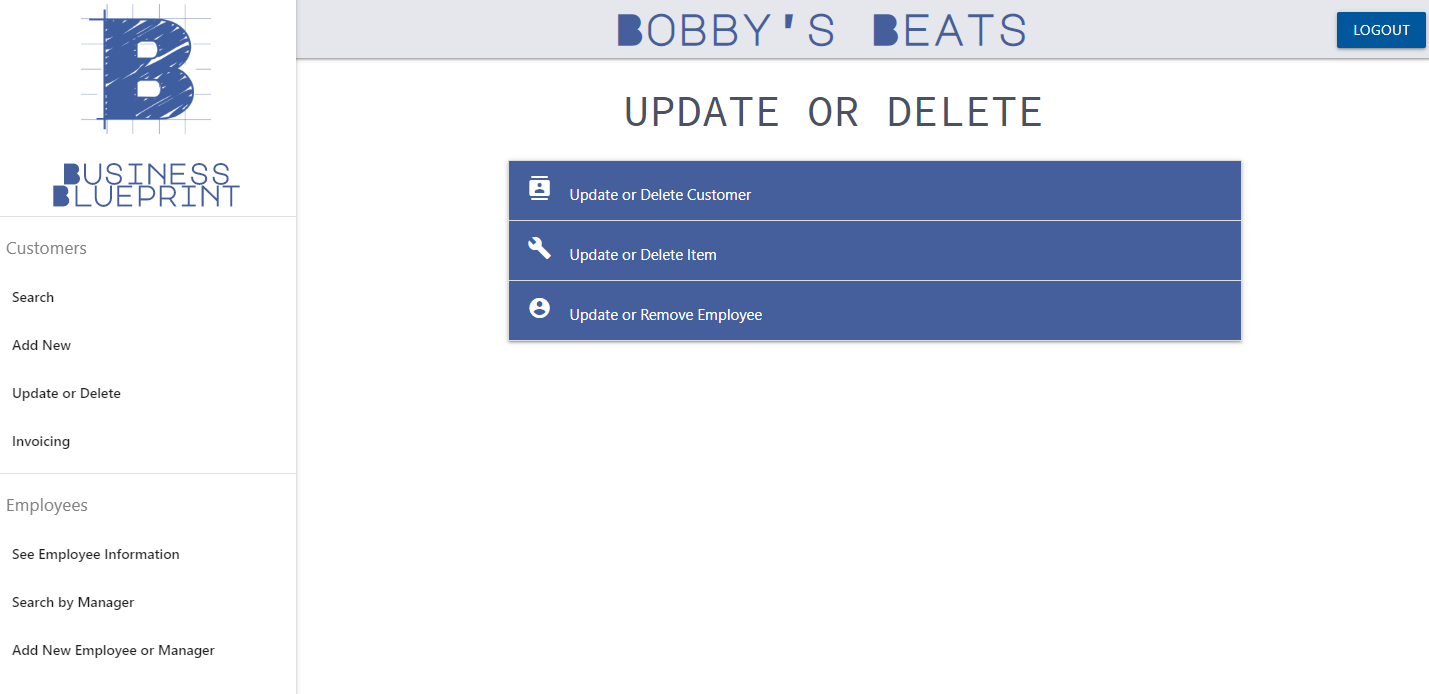 B
BUSINESS
BLUEPRINT
Customers
Search
Add New
Update or Delete
Invoicing
Employees
See Employee Information
Search by Manager
Add New Employee or Manager
BOBBY'S BEATS
LOGOUT
UPDATE OR DELETE
Update or Delete Customer
Update or Delete Item
Update or Remove Employee